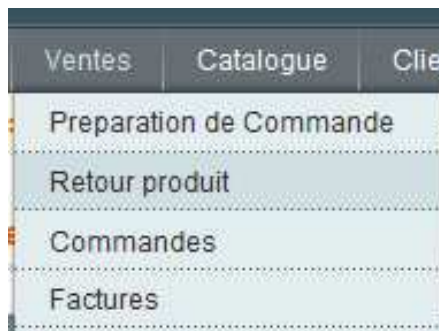 Ventes Catalogue
Preparation de Commande
Retour produit
Commandes
Factures